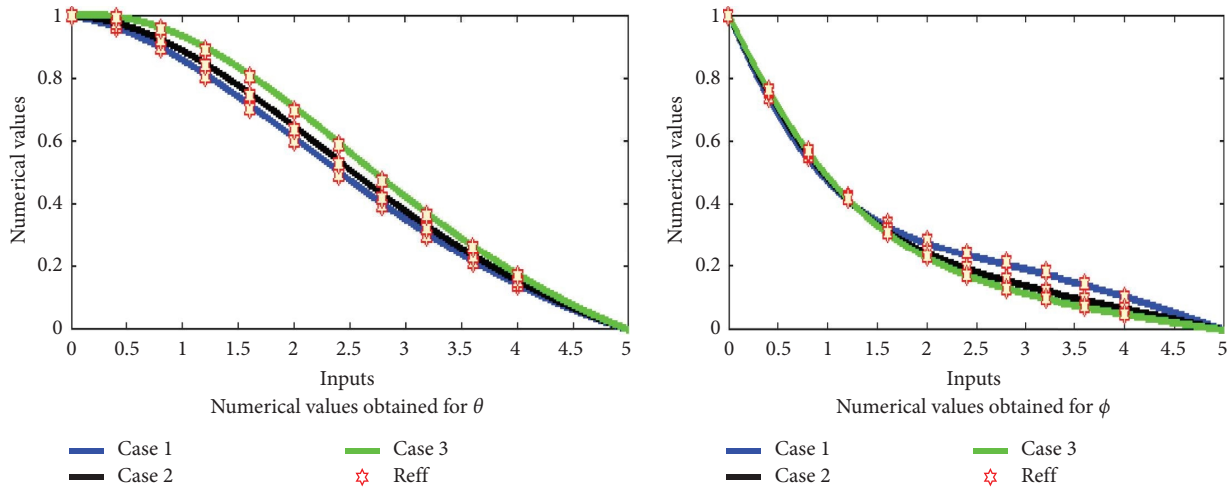 1
0.8
0.6
0.4
0.2
0
Numerical values
0 0.5 1 1.5 2 2.5 3 3.5 4 4.5 5
Inputs
Numerical values obtained for θ
Case 1
Case 2
Case 3
Reff
1
0.8
0.6
0.4
0.2
0
Numerical values
0 0.5 1 1.5 2 2.5 3 3.5 4 4.5 5
Inputs
Numerical values obtained for ϕ
Case 1
Case 2
Case 3
Reff